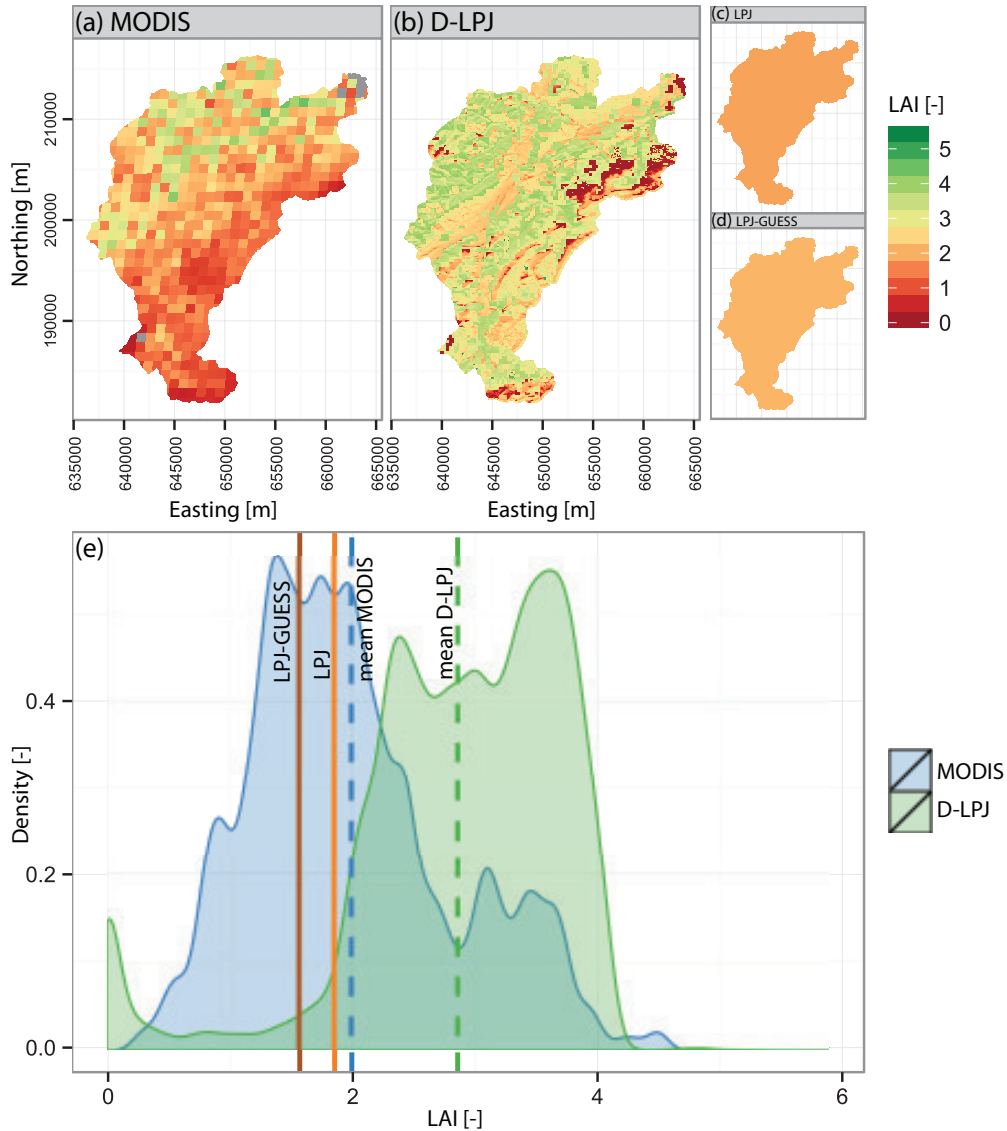 (a) MODIS
(b) D-LPJ
(c) LPJ
(d) LPJ-GUESS
LAI [-]
5
4
3
2
1
0
Northing [m]
210000
200000
190000
635000
640000
645000
650000
655000
660000
665000
635000
640000
645000
650000
655000
660000
665000
Easting [m]
Easting [m]
(e)
LPJ-GUESS
LPJ
mean MODIS
mean D-LPJ
Density [-]
0.4
0.2
0.0
0
2
4
6
LAI [-]
MODIS
D-LPJ